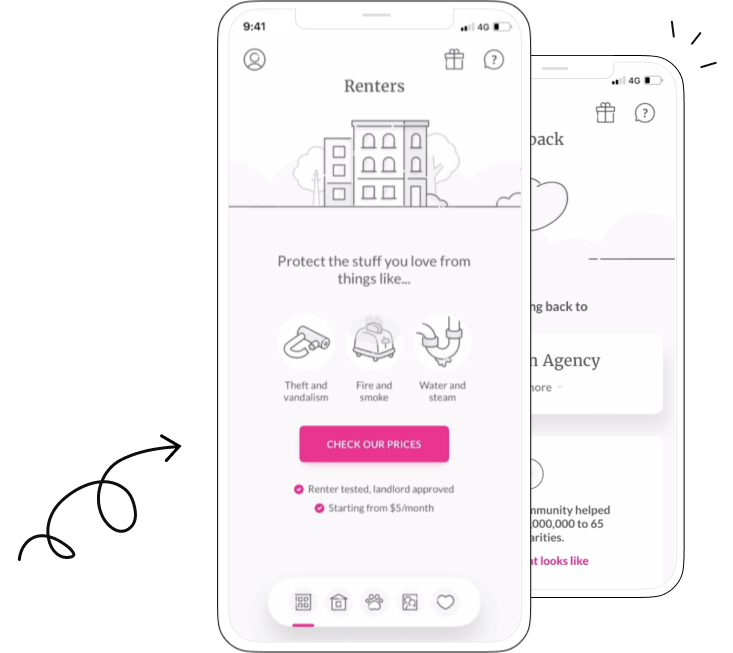 9:41
4G
Renters
Protect the stuff you love from
things like...
Theft and
vandalism
Fire and
smoke
Water and
steam
CHECK OUR PRICES
Renter tested, landlord approved
Starting from $5/month
4G
back
ng back to
n Agency
nore
mmunity helped
,000,000 to 65
arities.
at looks like